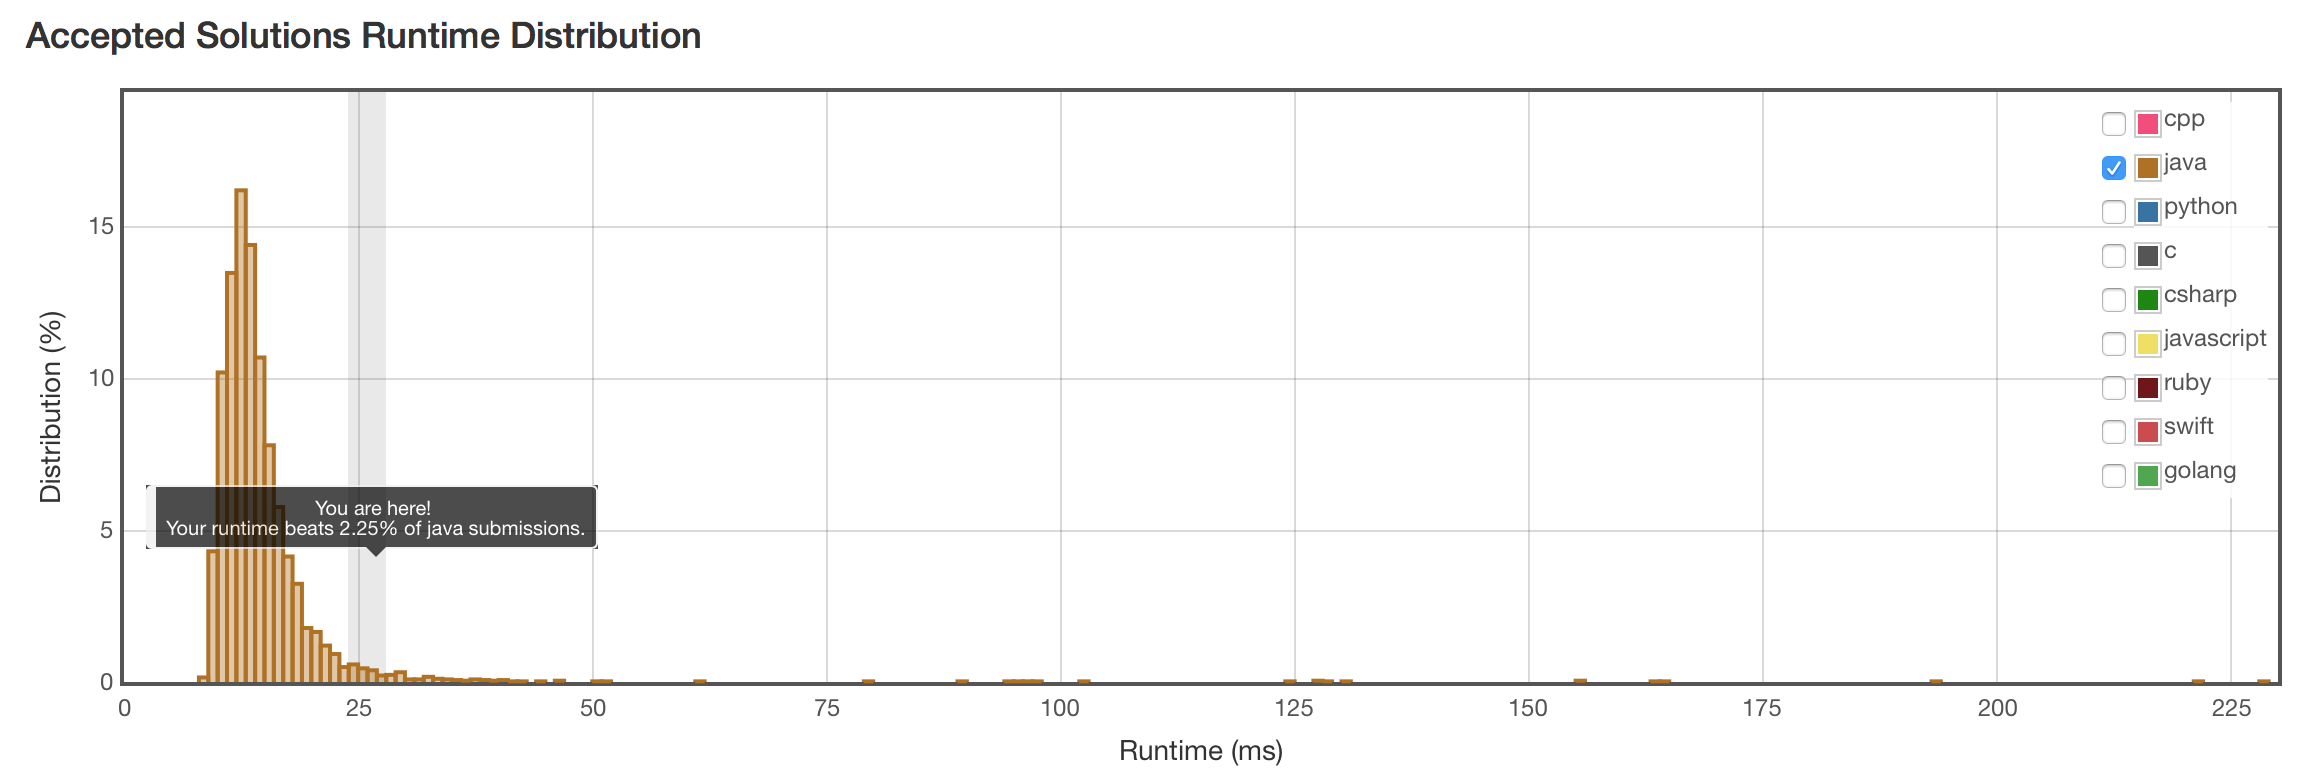 Accepted Solutions Runtime Distribution
cpp
java
python
c
csharp
javascript
ruby
swift
golang
15
10
5
0
Distribution (%)
You are here!
Your runtime beats 2.25% of java submissions.
0 25 50 75 100 125 150 175 200 225
Runtime (ms)